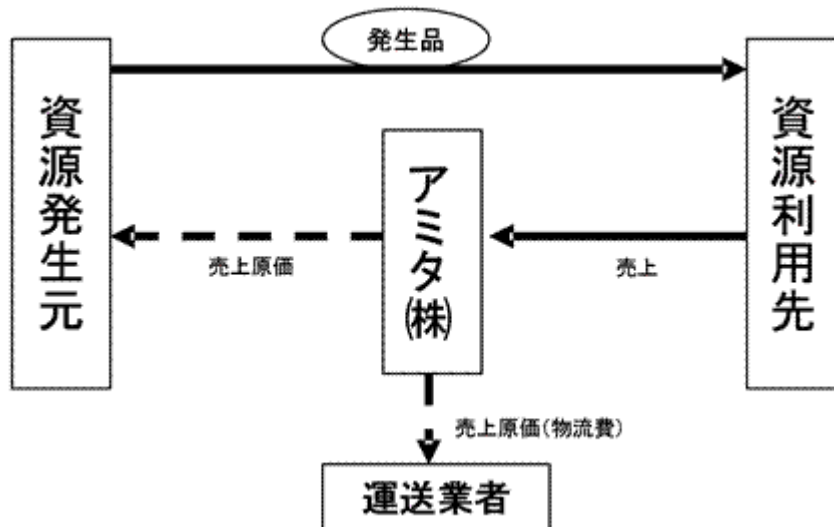 発生品
資源発生元
アミタ㈱
資源利用先
売上原価
売上
売上原価(物流費)
運送業者